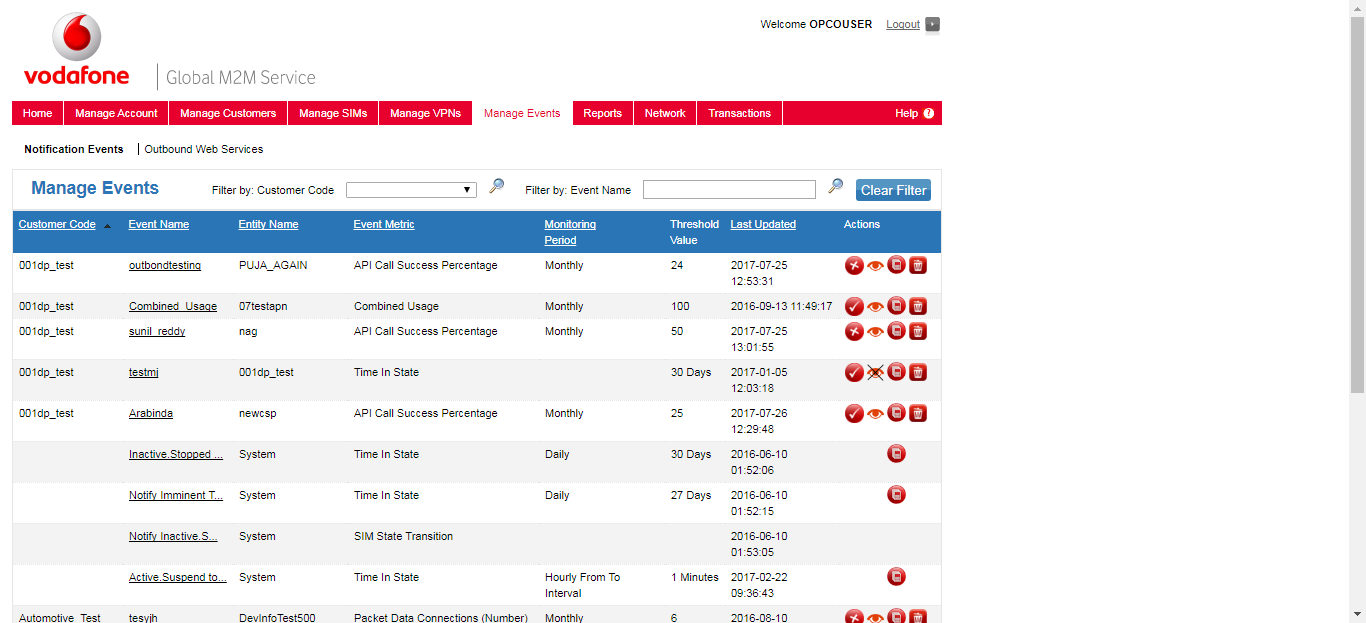 Welcome OPCOUSER Logout
vodafone Global M2M Service
Home Manage Account Manage Customers Manage SIMs Manage VPNs Manage Events Reports Network Transactions Help ?
Notification Events Outbound Web Services
Manage Events Filter by: Customer Code Filter by: Event Name Clear Filter
Customer Code Event Name Entity Name Event Metric Monitoring Threshold Last Updated Actions
Period Value
001dp_test outbondtesting PUJA_AGAIN API Call Success Percentage Monthly 24 2017-07-25
12:53:31
001dp_test Combined_Usage 07testapn Combined Usage Monthly 100 2016-09-13 11:49:17
001dp_test sunil_reddy nag API Call Success Percentage Monthly 50 2017-07-25
13:01:55
001dp_test testmj 001dp_test Time In State 30 Days 2017-01-05
12:03:18
001dp_test Arabinda newcsp API Call Success Percentage Monthly 25 2017-07-26
12:29:48
Inactive.Stopped ... System Time In State Daily 30 Days 2016-06-10
01:52:06
Notify Imminent T... System Time In State Daily 27 Days 2016-06-10
01:52:15
Notify Inactive.S... System SIM State Transition 2016-06-10
01:53:05
Active.Suspend to... System Time In State Hourly From To 1 Minutes 2017-02-22
Interval 09:36:43
Automotive_Test tesyjh DevInfoTest500 Packet Data Connections (Number) Monthly 6 2016-08-10